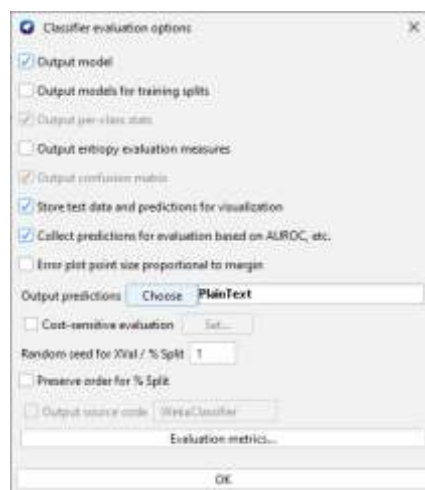 Classifier evaluation options
Output model
Output models for training splits
Output per-class stats
Output entropy evaluation measures
Output confusion matrix
Store test data and predictions for visualization
Collect predictions for evaluation based on AUROC, etc.
Error plot point size proportional to margin
Output predictions Choose PlainText
Cost-sensitive evaluation Set...
Random seed for XVal / % Split 1
Preserve order for % Split
Output source code WekaClassifier
Evaluation metrics...
OK